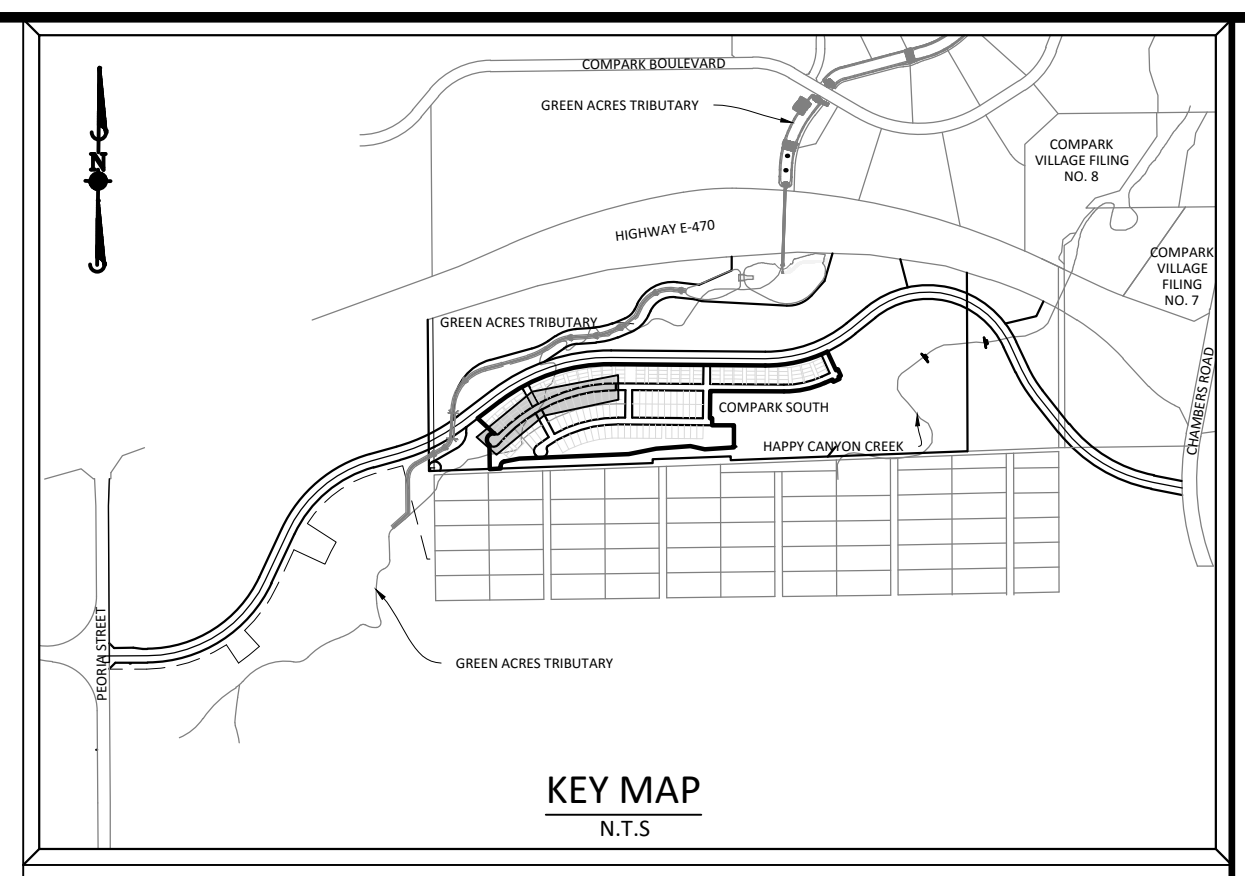 COMPARK BOULEVARD
GREEN ACRES TRIBUTARY
N
COMPARK
VILLAGE FILING
NO. 8
HIGHWAY E-470
COMPARK
VILLAGE
FILING
NO. 7
GREEN ACRES TRIBUTARY
COMPARK SOUTH
HAPPY CANYON CREEK
CHAMBERS ROAD
PEORIA STREET
GREEN ACRES TRIBUTARY
KEY MAP
N.T.S